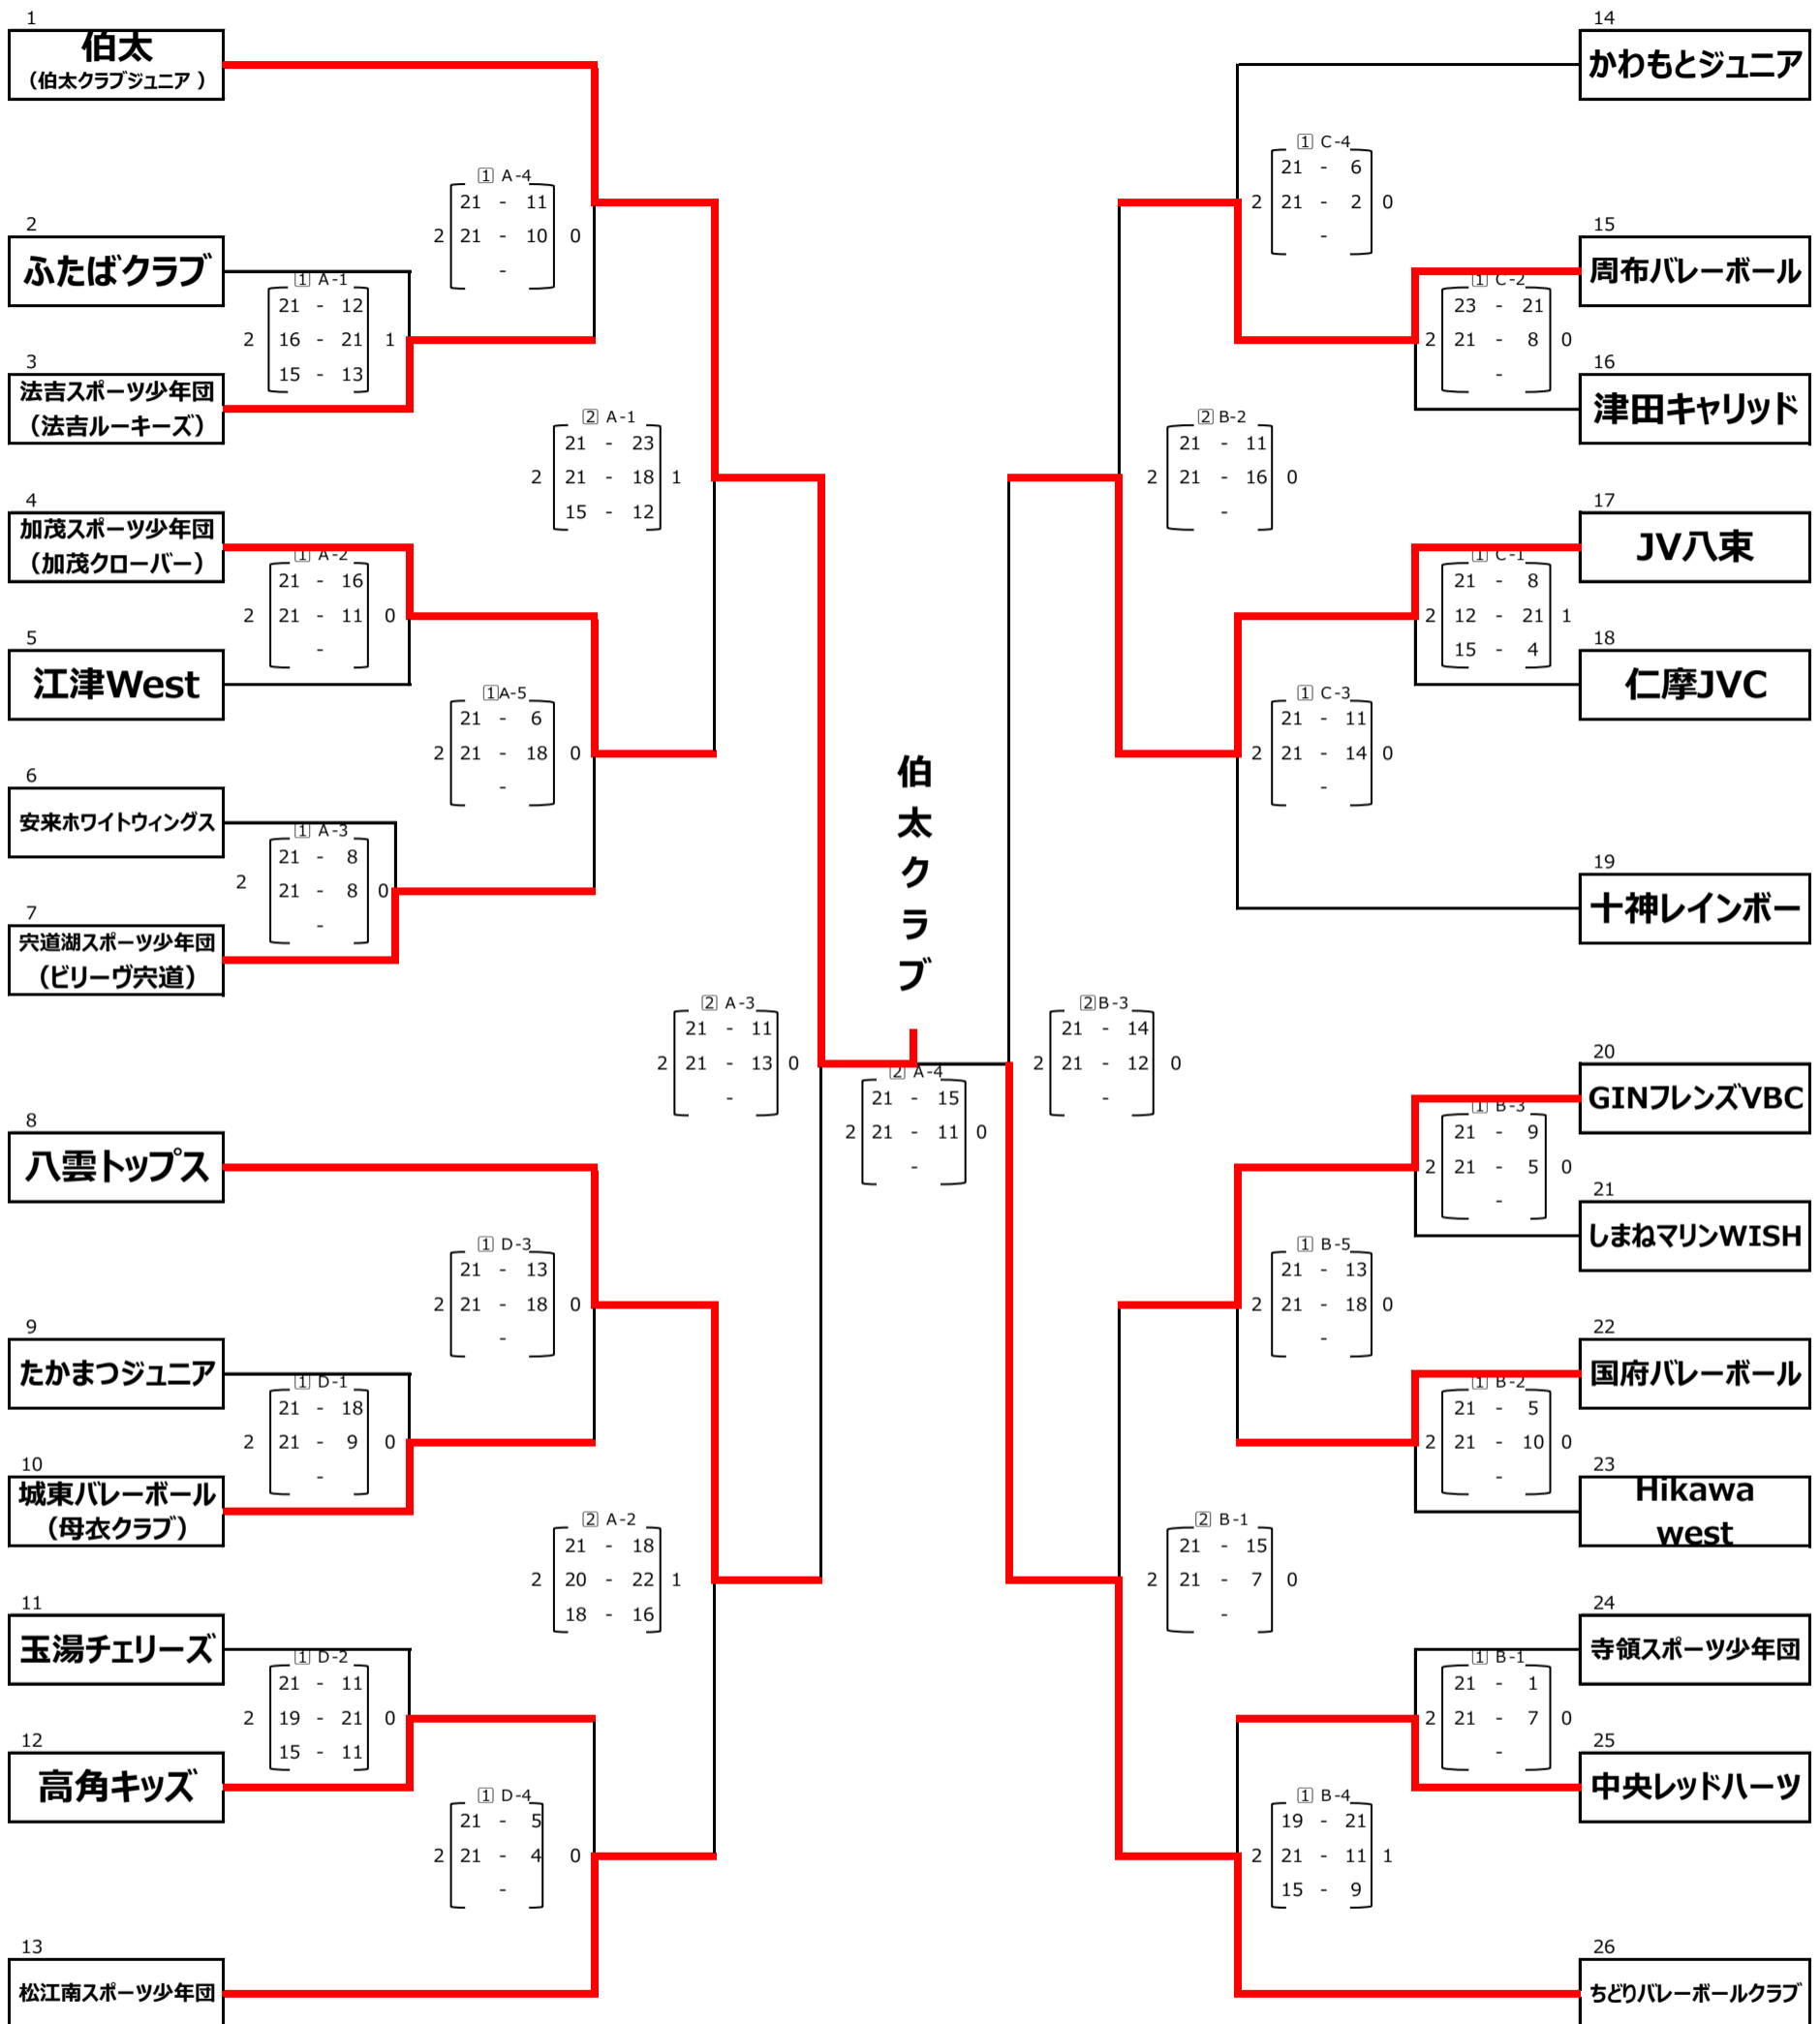 1
伯太
（伯太クラブジュニア ）
2
ふたばクラブ
3
法吉スポーツ少年団
（法吉ルーキーズ）
4
加茂スポーツ少年団
（加茂クローバー）
5
江津West
6
安来ホワイトウィングス
7
宍道湖スポーツ少年団
（ビリーヴ宍道）
8
八雲トップス
9
たかまつジュニア
10
城東バレーボール
（母衣クラブ）
11
玉湯チェリーズ
12
高角キッズ
13
松江南スポーツ少年団
1 A-1
21 - 12
2 16 - 21 1
15 - 13
1 A-2
21 - 16
2 21 - 11 0
-
1 A-3
21 - 8
2 21 - 8 0
-
1 D-1
21 - 18
2 21 - 9 0
-
1 D-2
21 - 11
2 19 - 21 0
15 - 11
1 A-4
21 - 11
2 21 - 10 0
-
1A-5
21 - 6
2 21 - 18 0
-
1 D-3
21 - 13
2 21 - 18 0
-
1 D-4
21 - 5
2 21 - 4 0
-
2 A-1
21 - 23
2 21 - 18 1
15 - 12
2 A-2
21 - 18
2 20 - 22 1
18 - 16
2 A-3
21 - 11
2 21 - 13 0
-
伯太クラブ
2 A-4
21 - 15
2 21 - 11 0
-
2B-3
21 - 14
2 21 - 12 0
-
2 B-2
21 - 11
2 21 - 16 0
-
2 B-1
21 - 15
2 21 - 7 0
-
1 C-4
21 - 6
2 21 - 2 0
-
1 C-3
21 - 11
2 21 - 14 0
-
1 B-5
21 - 13
2 21 - 18 0
-
1 B-4
19 - 21
2 21 - 11 1
15 - 9
1 C-2
23 - 21
2 21 - 8 0
-
1 C-1
21 - 8
2 12 - 21 1
15 - 4
1 B-3
21 - 9
2 21 - 5 0
-
1 B-2
21 - 5
2 21 - 10 0
-
1 B-1
21 - 1
2 21 - 7 0
-
14
かわもとジュニア
15
周布バレーボール
16
津田キャリッド
17
JV八束
18
仁摩JVC
19
十神レインボー
20
GINフレンズVBC
21
しまねマリンWISH
22
国府バレーボール
23
Hikawa
west
24
寺領スポーツ少年団
25
中央レッドハーツ
26
ちどりバレーボールクラブ